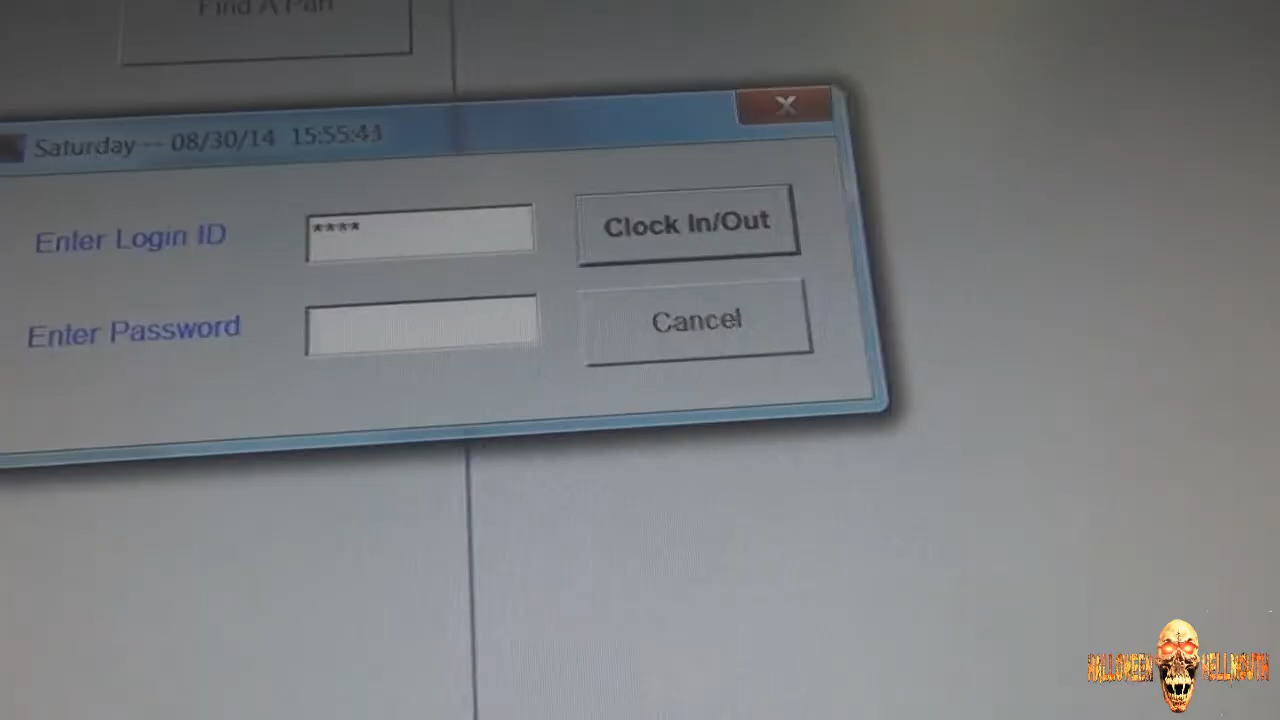 Find A Part
Saturday -- 08/30/14 15:55:43
Enter Login ID
****
Clock In/Out
Enter Password
Cancel
HALLOWEEN HELLMOUTH